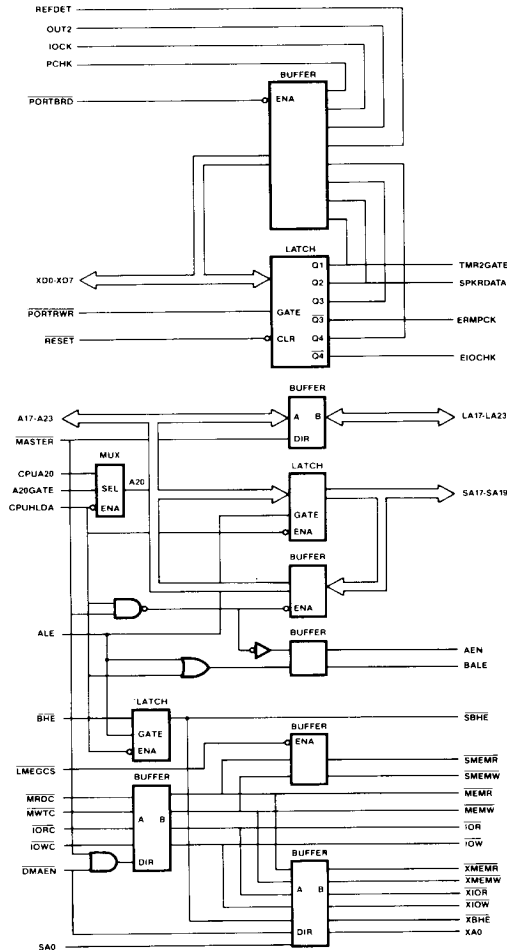 REFDET
OUT2
IOCK
PCHK
BUFFER
PORTBRD
ENA
LATCH
Q1
TMR2GATE
XD0-XD7
Q2
SPKRDATA
Q3
PORTRWR
GATE
Q3
ERMPCK
RESET
CLR
Q4
Q4
EIOCHK
BUFFER
A17-A23
A B
LA17-LA23
MASTER
DIR
MUX
LATCH
CPUA20
A20
SA17-SA19
A20GATE
SEL
GATE
CPUHLDA
ENA
ENA
BUFFER
ENA
ALE
BUFFER
AEN
BALE
LATCH
BHE
SBHE
GATE
BUFFER
ENA
ENA
LMEGCS
SMEMR
BUFFER
SMEMW
MRDC
MEMR
MWTC
A B
MEMW
IORC
IOR
IOWC
IOW
DIR
BUFFER
DMAEN
XMEMR
A B
XMEMW
XIOR
XIOW
XBHE
DIR
XA0
SA0